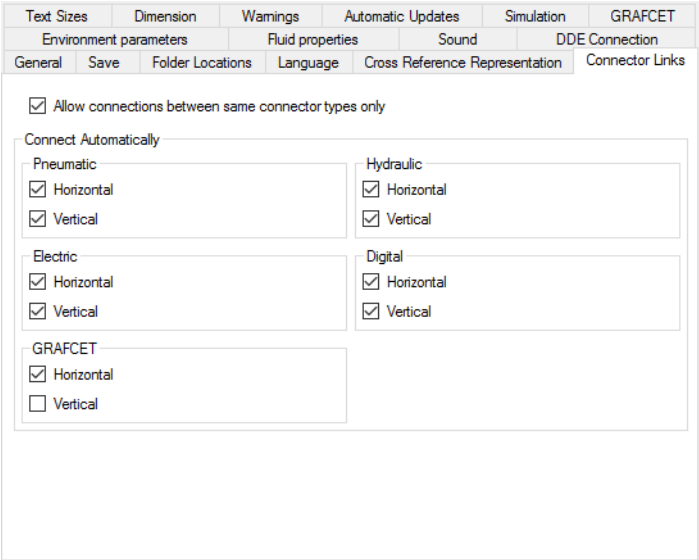 Text Sizes Dimension Warnings Automatic Updates Simulation GRAFCET
Environment parameters Fluid properties Sound DDE Connection
General Save Folder Locations Language Cross Reference Representation Connector Links
Allow connections between same connector types only
Connect Automatically
Pneumatic Hydraulic
Horizontal Horizontal
Vertical Vertical
Electric Digital
Horizontal Horizontal
Vertical Vertical
GRAFCET
Horizontal
Vertical